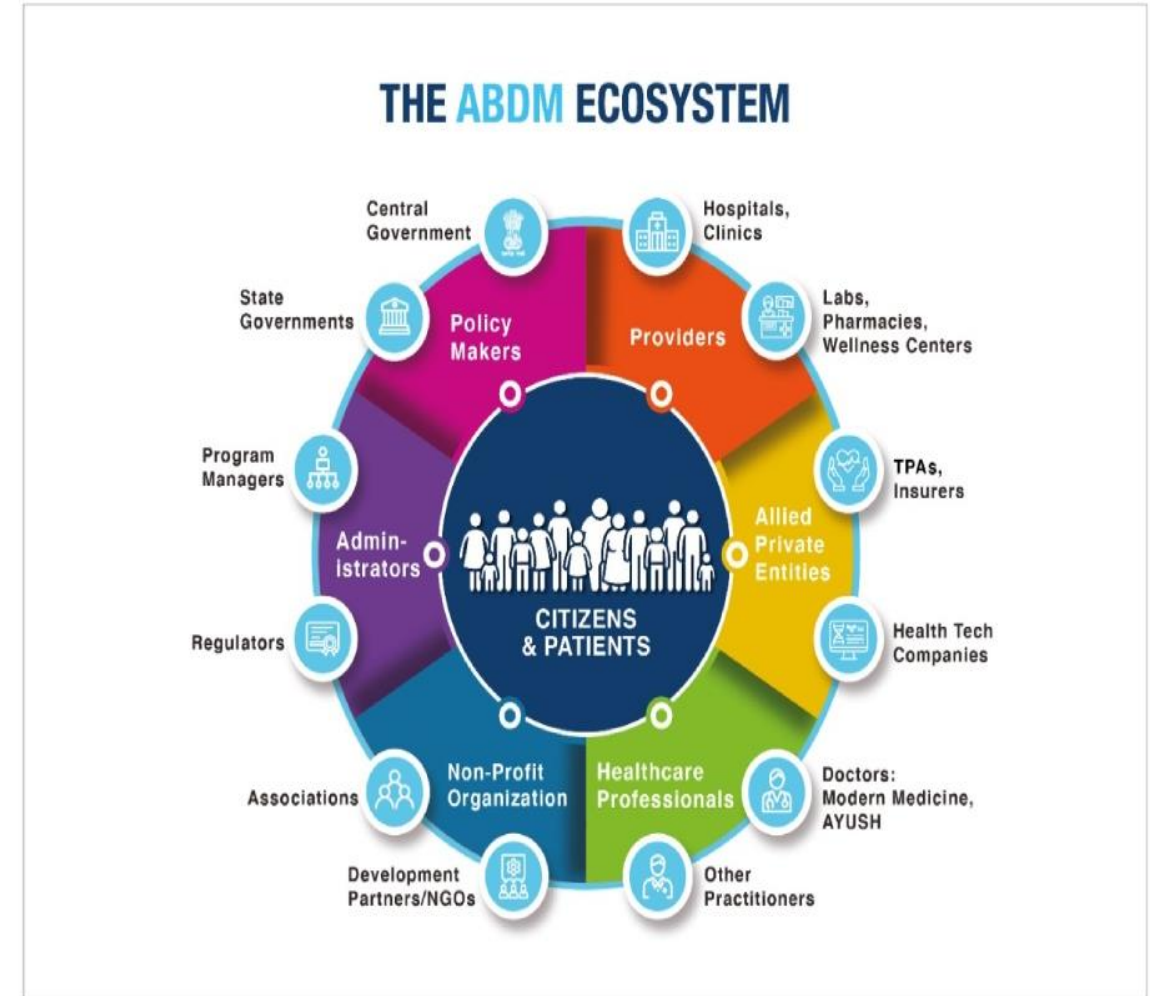 THE ABDM ECOSYSTEM
Central
Government
Hospitals,
Clinics
State
Governments
Labs,
Pharmacies,
Wellness Centers
Policy
Makers
Providers
Program
Managers
TPAs,
Insurers
Admin-
istrators
Allied
Private
Entities
CITIZENS
& PATIENTS
Regulators
Health Tech
Companies
Non-Profit
Organization
Healthcare
Professionals
Associations
Doctors:
Modern Medicine,
AYUSH
Development
Partners/NGOs
Other
Practitioners